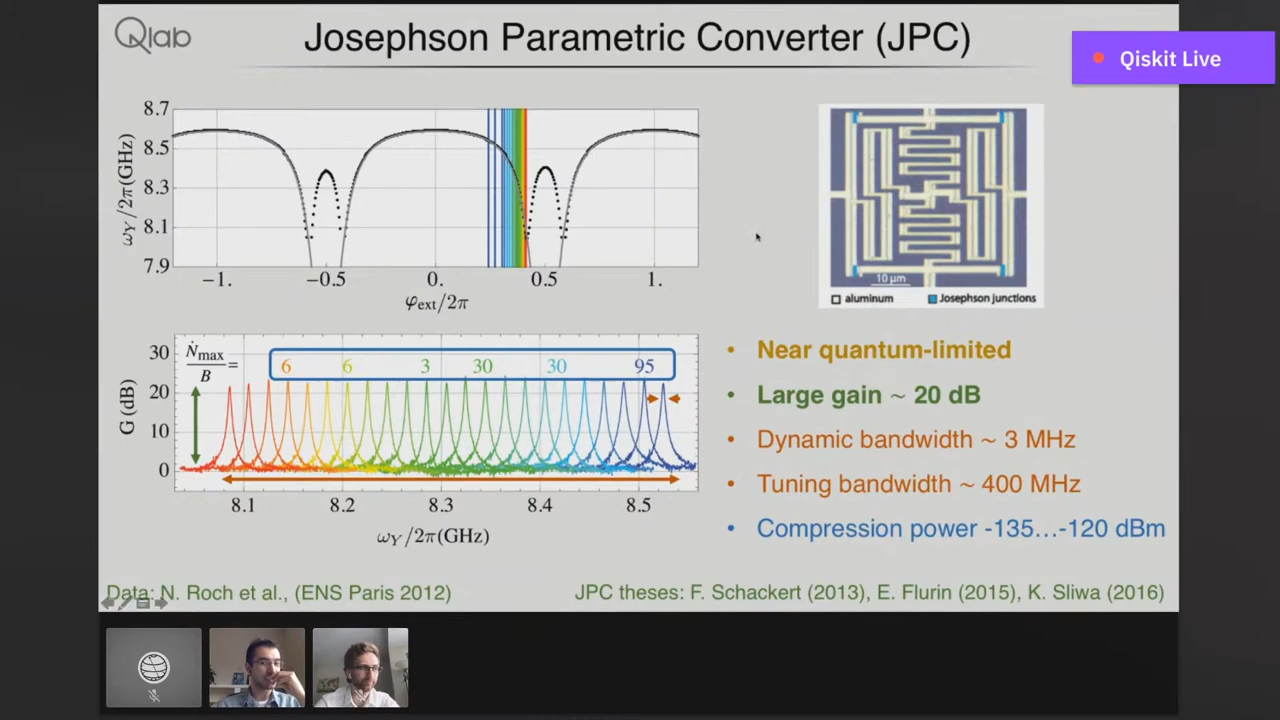 Qlab
Josephson Parametric Converter (JPC)
Qiskit Live
8.7
8.5
8.3
8.1
7.9
ω_Y/2π(GHz)
−1.
−0.5
0.
0.5
1.
φ_ext/2π
10 μm
aluminum
Josephson junctions
30
20
10
0
G (dB)
Ṅ_max/B =
6 6 3 30 30 95
8.1
8.2
8.3
8.4
8.5
ω_Y/2π(GHz)
• Near quantum-limited
• Large gain ~ 20 dB
• Dynamic bandwidth ~ 3 MHz
• Tuning bandwidth ~ 400 MHz
• Compression power -135…-120 dBm
Data: N. Roch et al., (ENS Paris 2012)
JPC theses: F. Schackert (2013), E. Flurin (2015), K. Sliwa (2016)